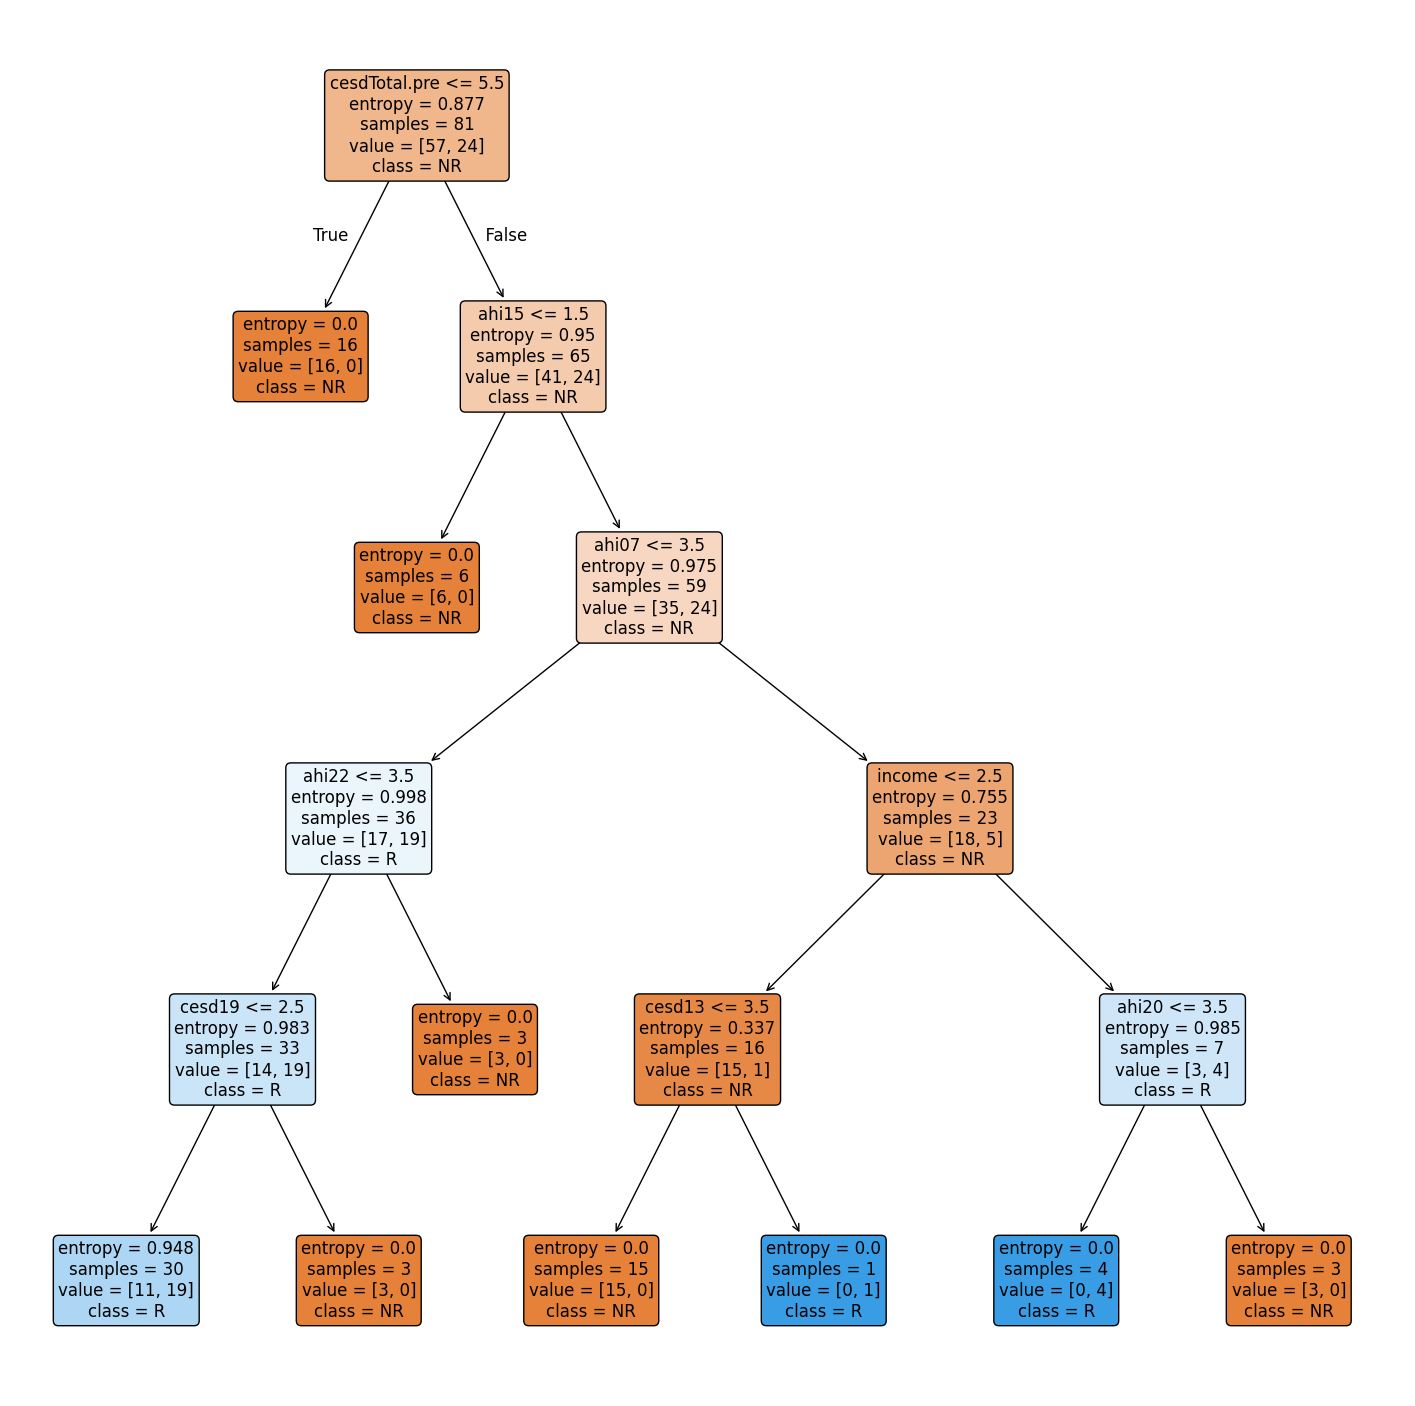 cesdTotal.pre <= 5.5
entropy = 0.877
samples = 81
value = [57, 24]
class = NR
True
False
entropy = 0.0
samples = 16
value = [16, 0]
class = NR
ahi15 <= 1.5
entropy = 0.95
samples = 65
value = [41, 24]
class = NR
entropy = 0.0
samples = 6
value = [6, 0]
class = NR
ahi07 <= 3.5
entropy = 0.975
samples = 59
value = [35, 24]
class = NR
ahi22 <= 3.5
entropy = 0.998
samples = 36
value = [17, 19]
class = R
income <= 2.5
entropy = 0.755
samples = 23
value = [18, 5]
class = NR
cesd19 <= 2.5
entropy = 0.983
samples = 33
value = [14, 19]
class = R
entropy = 0.0
samples = 3
value = [3, 0]
class = NR
cesd13 <= 3.5
entropy = 0.337
samples = 16
value = [15, 1]
class = NR
ahi20 <= 3.5
entropy = 0.985
samples = 7
value = [3, 4]
class = R
entropy = 0.948
samples = 30
value = [11, 19]
class = R
entropy = 0.0
samples = 3
value = [3, 0]
class = NR
entropy = 0.0
samples = 15
value = [15, 0]
class = NR
entropy = 0.0
samples = 1
value = [0, 1]
class = R
entropy = 0.0
samples = 4
value = [0, 4]
class = R
entropy = 0.0
samples = 3
value = [3, 0]
class = NR